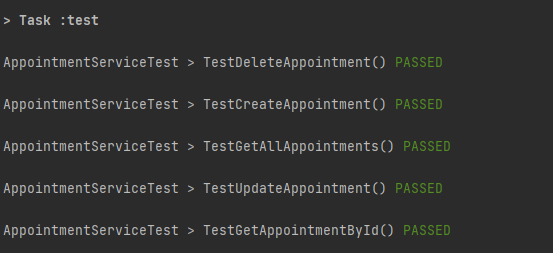 > Task :test
AppointmentServiceTest > TestDeleteAppointment() PASSED
AppointmentServiceTest > TestCreateAppointment() PASSED
AppointmentServiceTest > TestGetAllAppointments() PASSED
AppointmentServiceTest > TestUpdateAppointment() PASSED
AppointmentServiceTest > TestGetAppointmentById() PASSED